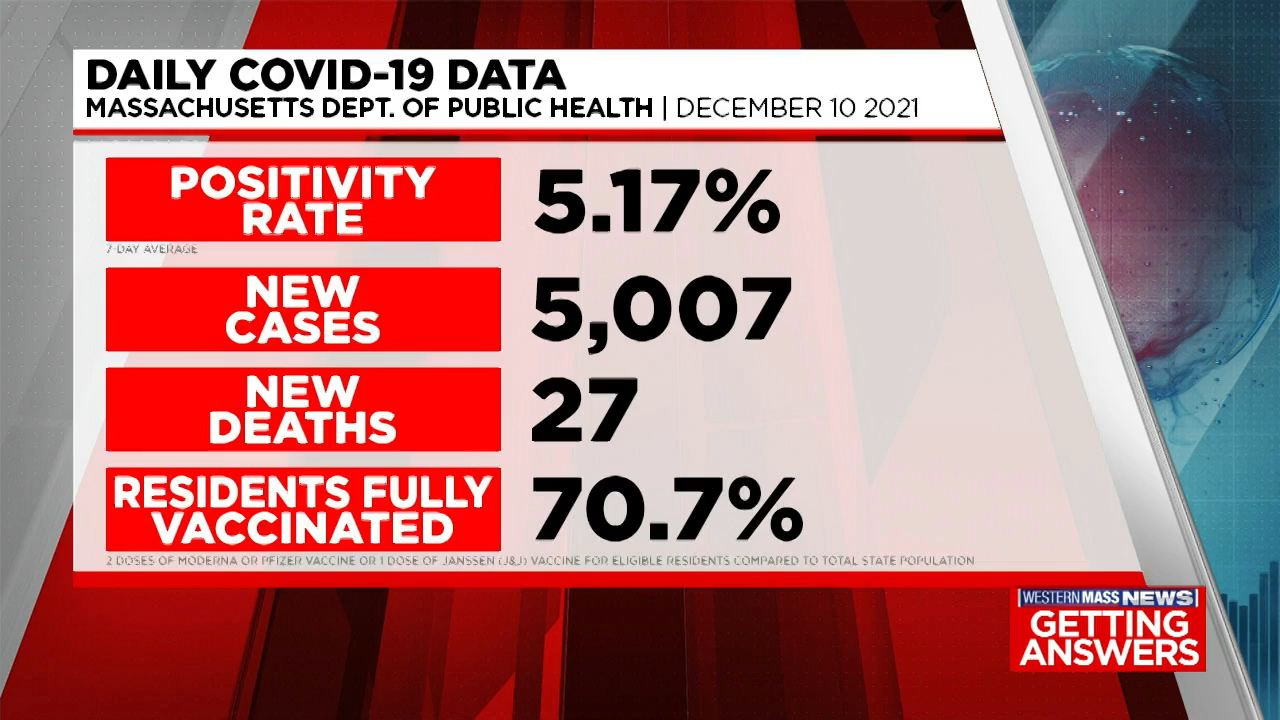 DAILY COVID-19 DATA
MASSACHUSETTS DEPT. OF PUBLIC HEALTH | DECEMBER 10 2021
POSITIVITY
RATE
5.17%
7-DAY AVERAGE
NEW
CASES
5,007
NEW
DEATHS
27
RESIDENTS FULLY
VACCINATED
70.7%
2 DOSES OF MODERNA OR PFIZER VACCINE OR 1 DOSE OF JANSSEN (J&J) VACCINE FOR ELIGIBLE RESIDENTS COMPARED TO TOTAL STATE POPULATION
WESTERN MASS NEWS
GETTING
ANSWERS